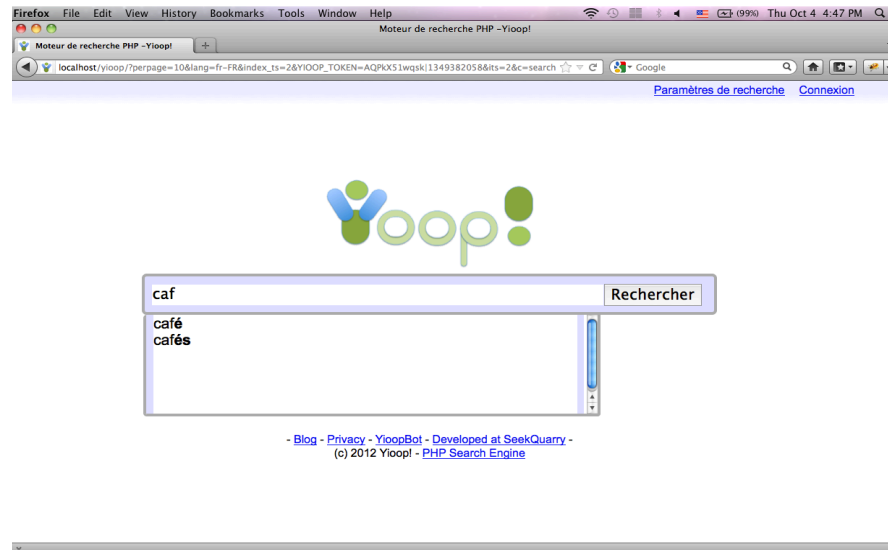 Firefox File Edit View History Bookmarks Tools Window Help (99%) Thu Oct 4 4:47 PM
Moteur de recherche PHP –Yioop!
Moteur de recherche PHP –Yioop!
localhost/yioop/?perpage=10&lang=fr-FR&index_ts=2&YIOOP_TOKEN=AQPkX51wqsk|1349382058&its=2&c=search Google
Paramètres de recherche Connexion
Yioop!
caf Rechercher
café
cafés
- Blog - Privacy - YioopBot - Developed at SeekQuarry -
(c) 2012 Yioop! - PHP Search Engine